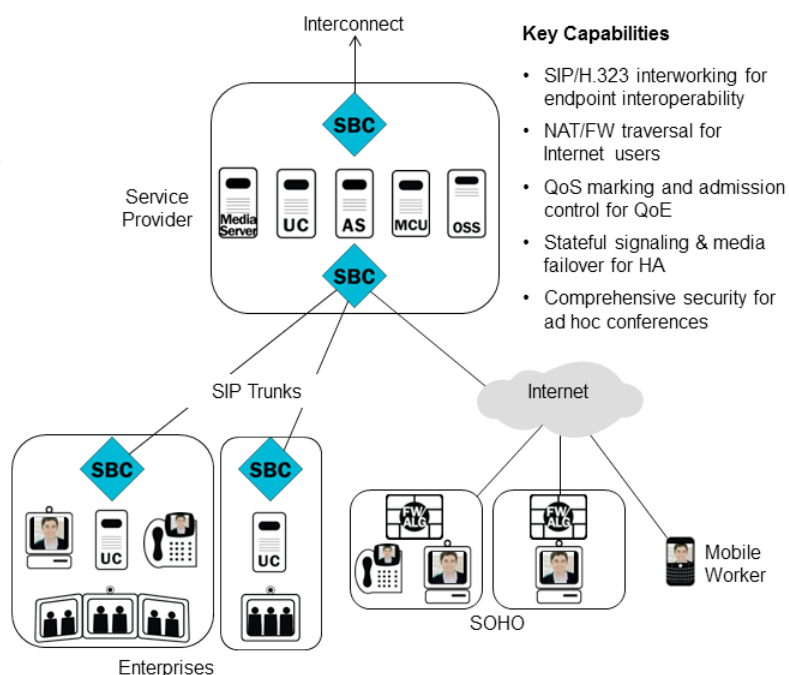 Interconnect
SBC
Service
Provider
Media
Server
UC
AS
MCU
OSS
SBC
Key Capabilities
• SIP/H.323 interworking for
endpoint interoperability
• NAT/FW traversal for
Internet users
• QoS marking and admission
control for QoE
• Stateful signaling & media
failover for HA
• Comprehensive security for
ad hoc conferences
SIP Trunks
Internet
SBC
UC
SBC
UC
Enterprises
FW/
ALG
FW/
ALG
SOHO
Mobile
Worker